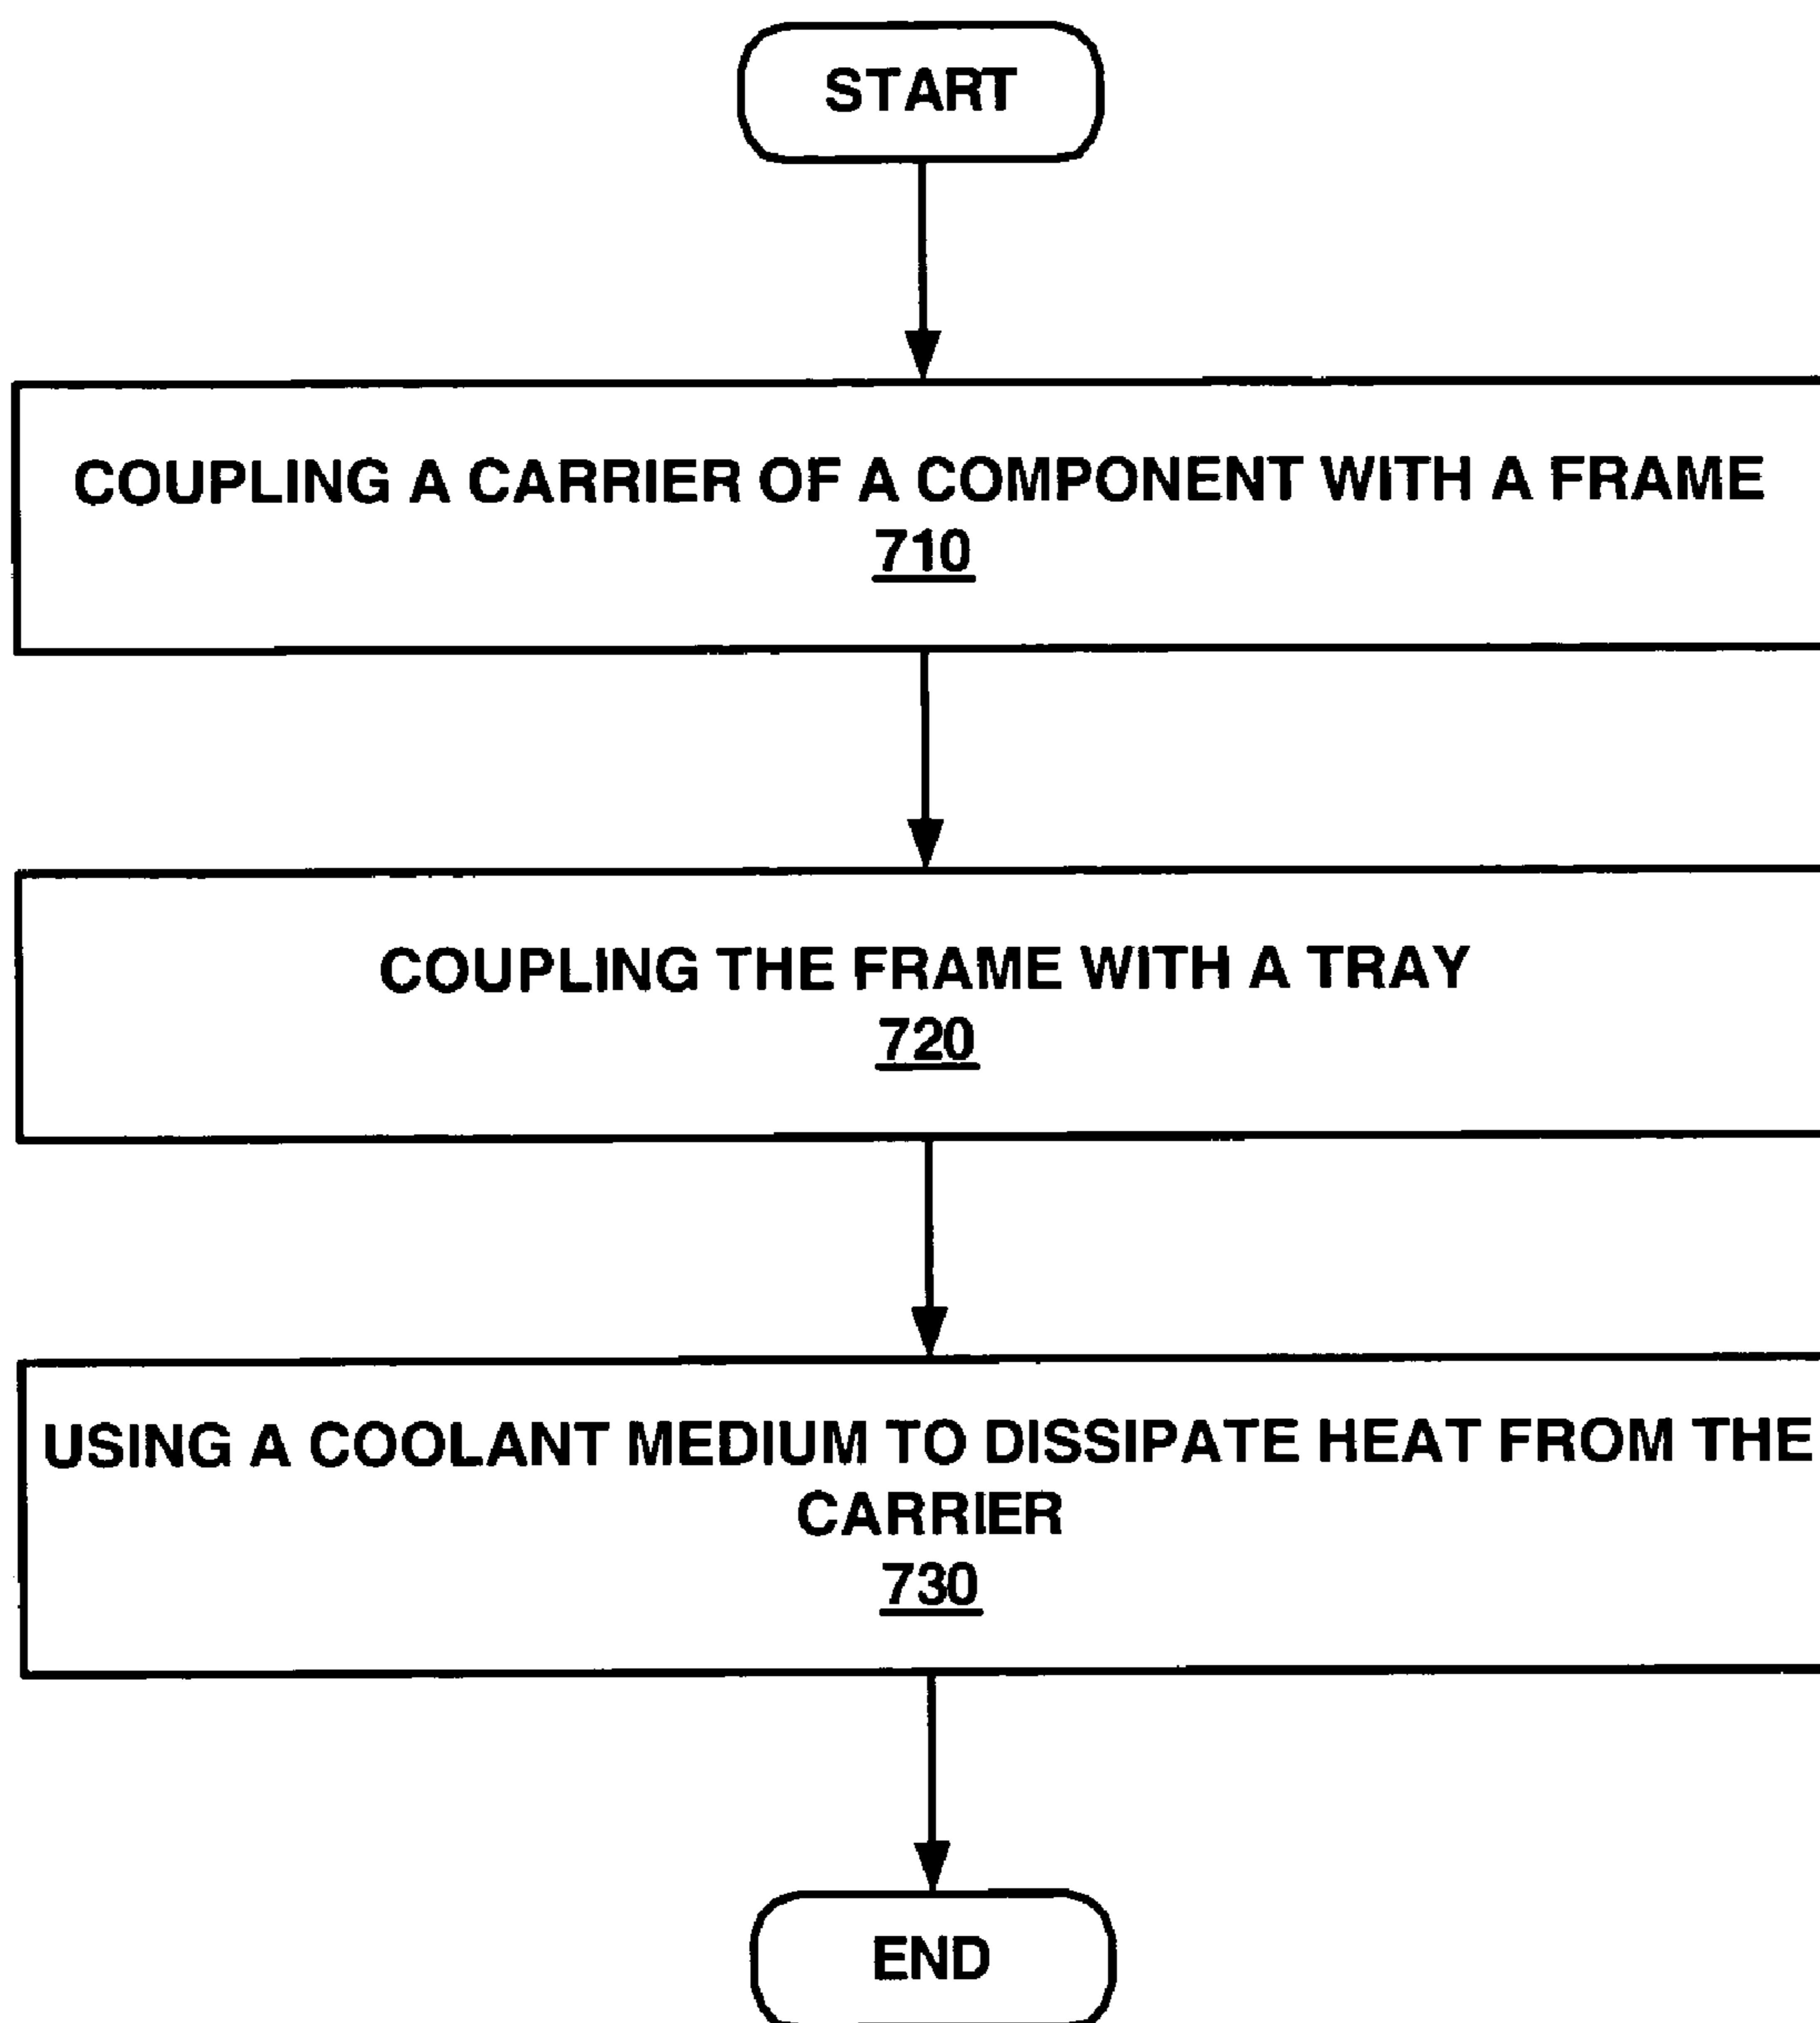 START
COUPLING A CARRIER OF A COMPONENT WITH A FRAME
710
COUPLING THE FRAME WITH A TRAY
720
USING A COOLANT MEDIUM TO DISSIPATE HEAT FROM THE
CARRIER
730
END